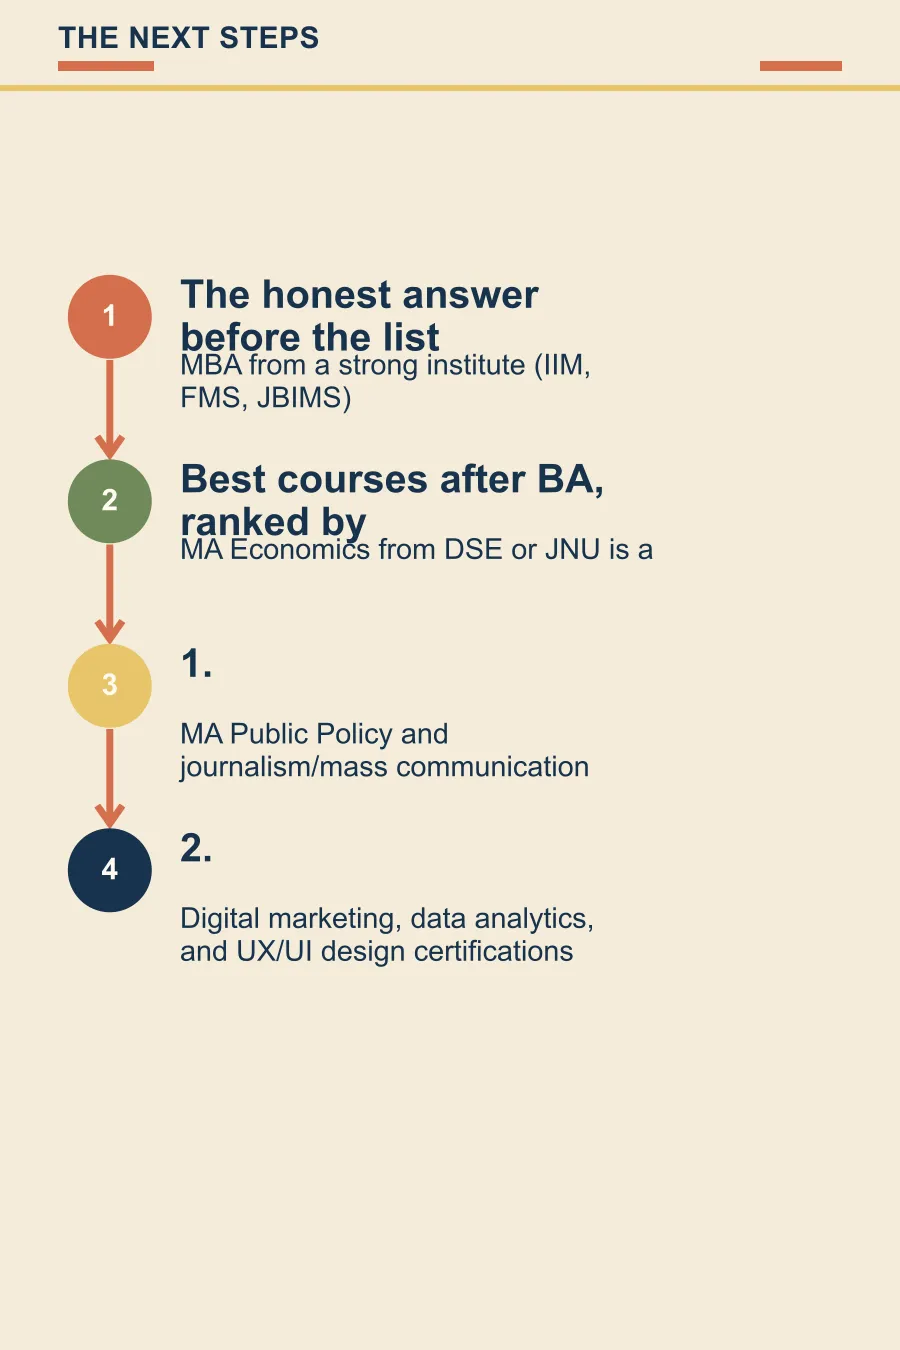 THE NEXT STEPS
1
The honest answer
before the list
MBA from a strong institute (IIM,
FMS, JBIMS)
2
Best courses after BA,
ranked by
MA Economics from DSE or JNU is a
3
1.
MA Public Policy and
journalism/mass communication
4
2.
Digital marketing, data analytics,
and UX/UI design certifications